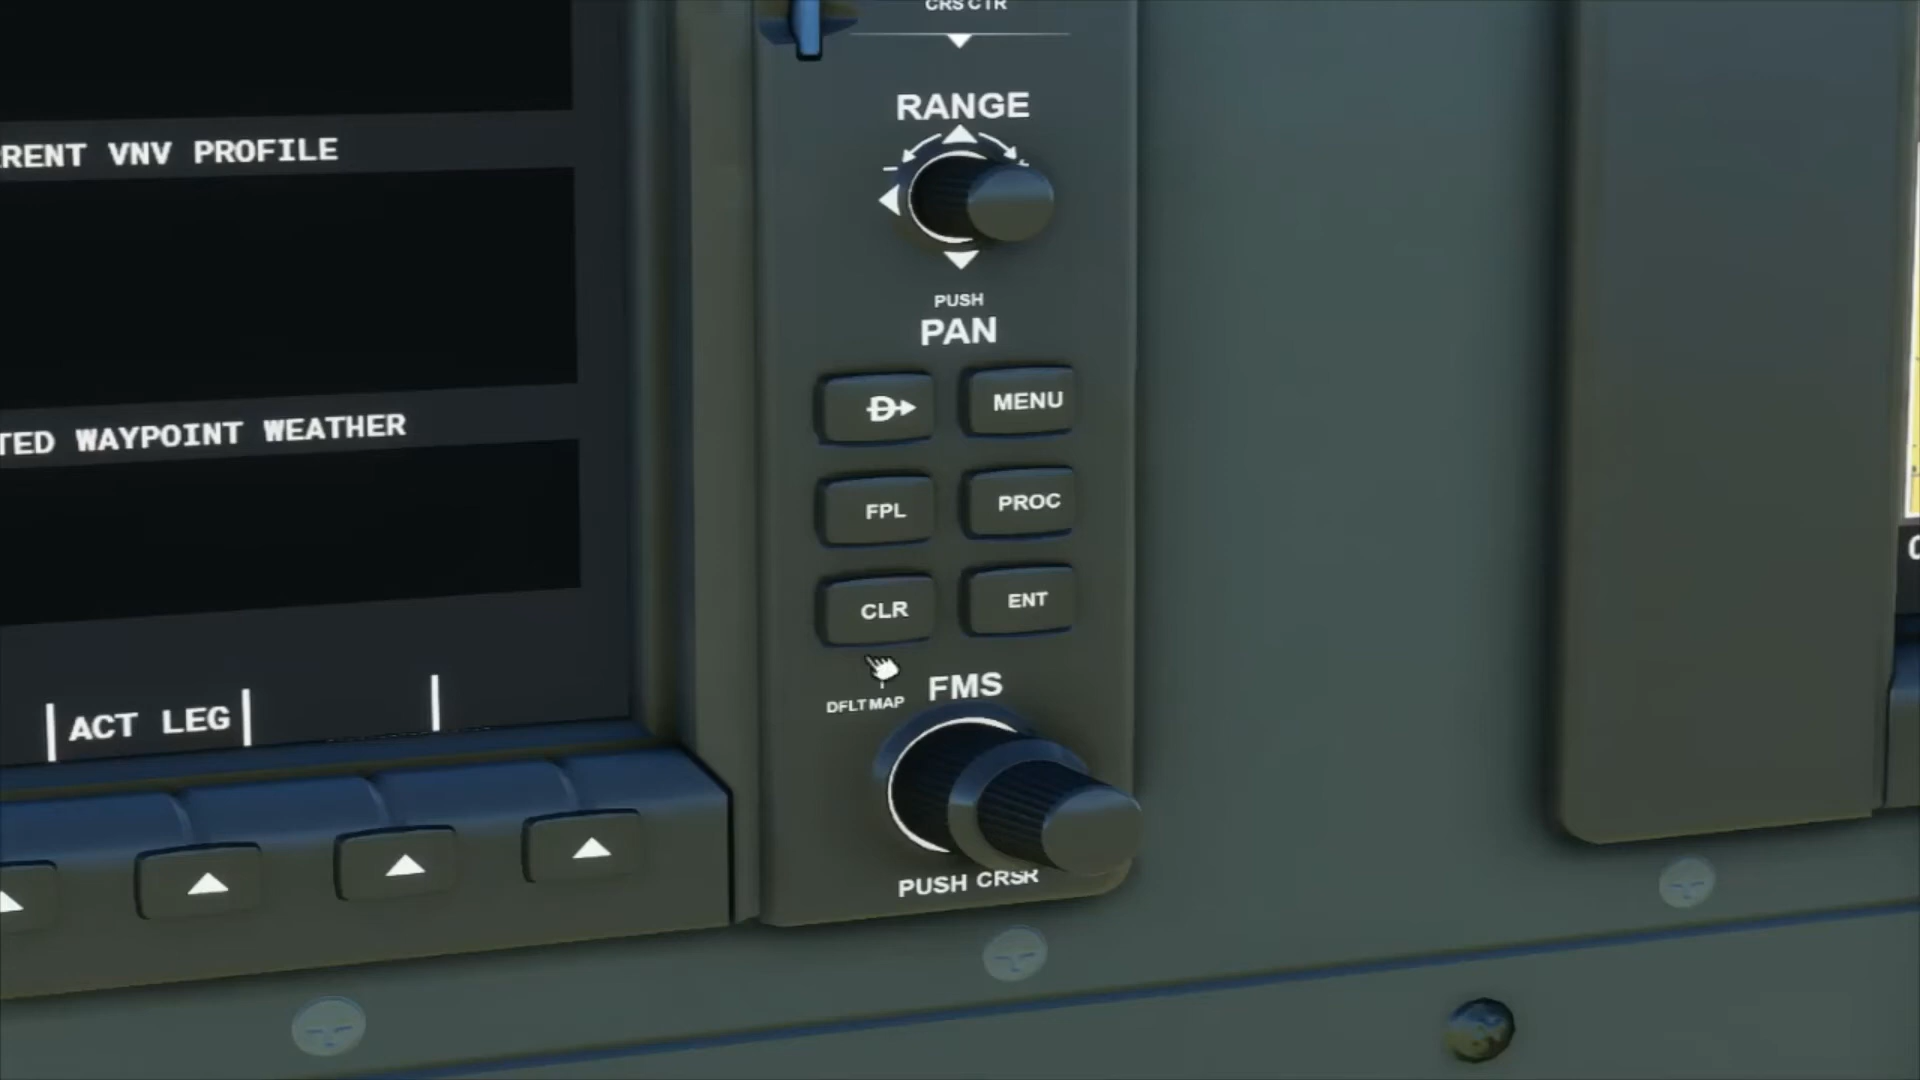 CRS CTR
RANGE
RENT VNV PROFILE
PUSH
PAN
MENU
TED WAYPOINT WEATHER
FPL
PROC
CLR
ENT
FMS
DFLT MAP
ACT LEG
PUSH CRSR